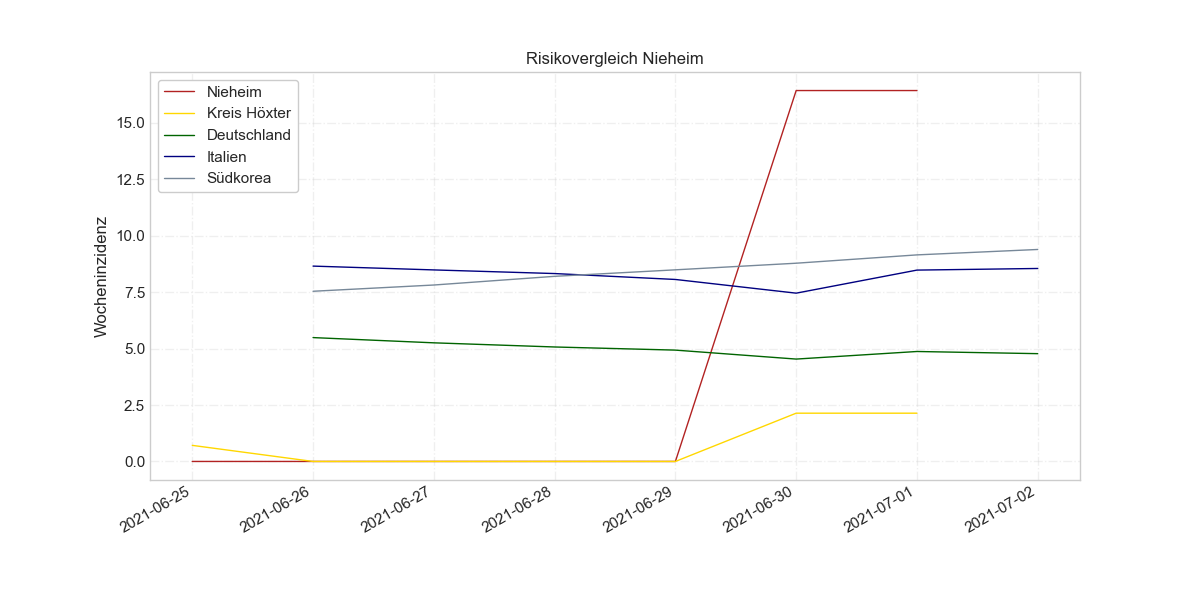 Risikovergleich Nieheim
Nieheim
Kreis Höxter
Deutschland
Italien
Südkorea
Wocheninzidenz
15.0
12.5
10.0
7.5
5.0
2.5
0.0
2021-06-25
2021-06-26
2021-06-27
2021-06-28
2021-06-29
2021-06-30
2021-07-01
2021-07-02